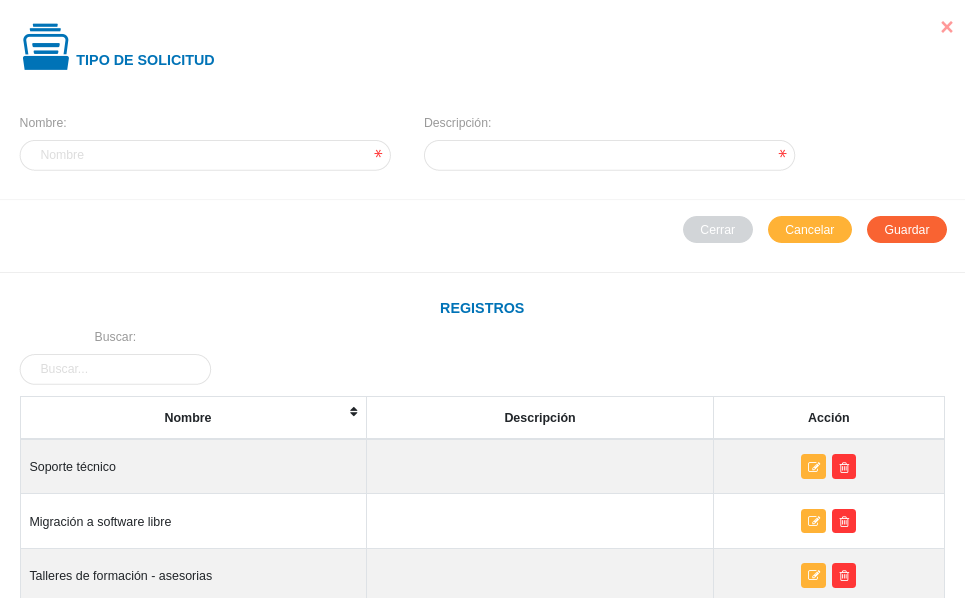 TIPO DE SOLICITUD
Nombre: Descripción:
Nombre
Cerrar Cancelar Guardar
REGISTROS
Buscar:
Buscar...
Nombre Descripción Acción
Soporte técnico
Migración a software libre
Talleres de formación - asesorias